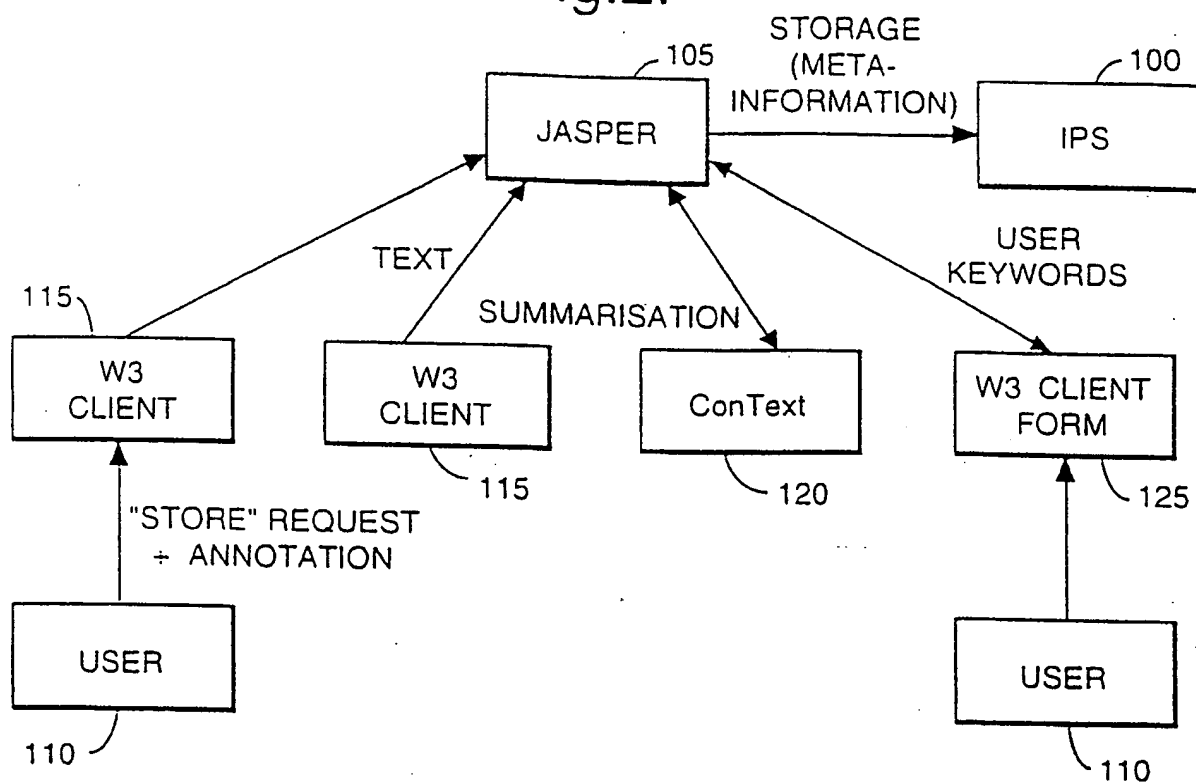 STORAGE
(META-
INFORMATION)
105
100
JASPER
IPS
TEXT
USER
KEYWORDS
SUMMARISATION
115
W3
CLIENT
W3
CLIENT
ConText
W3 CLIENT
FORM
115
120
125
"STORE" REQUEST
÷ ANNOTATION
USER
USER
110
110